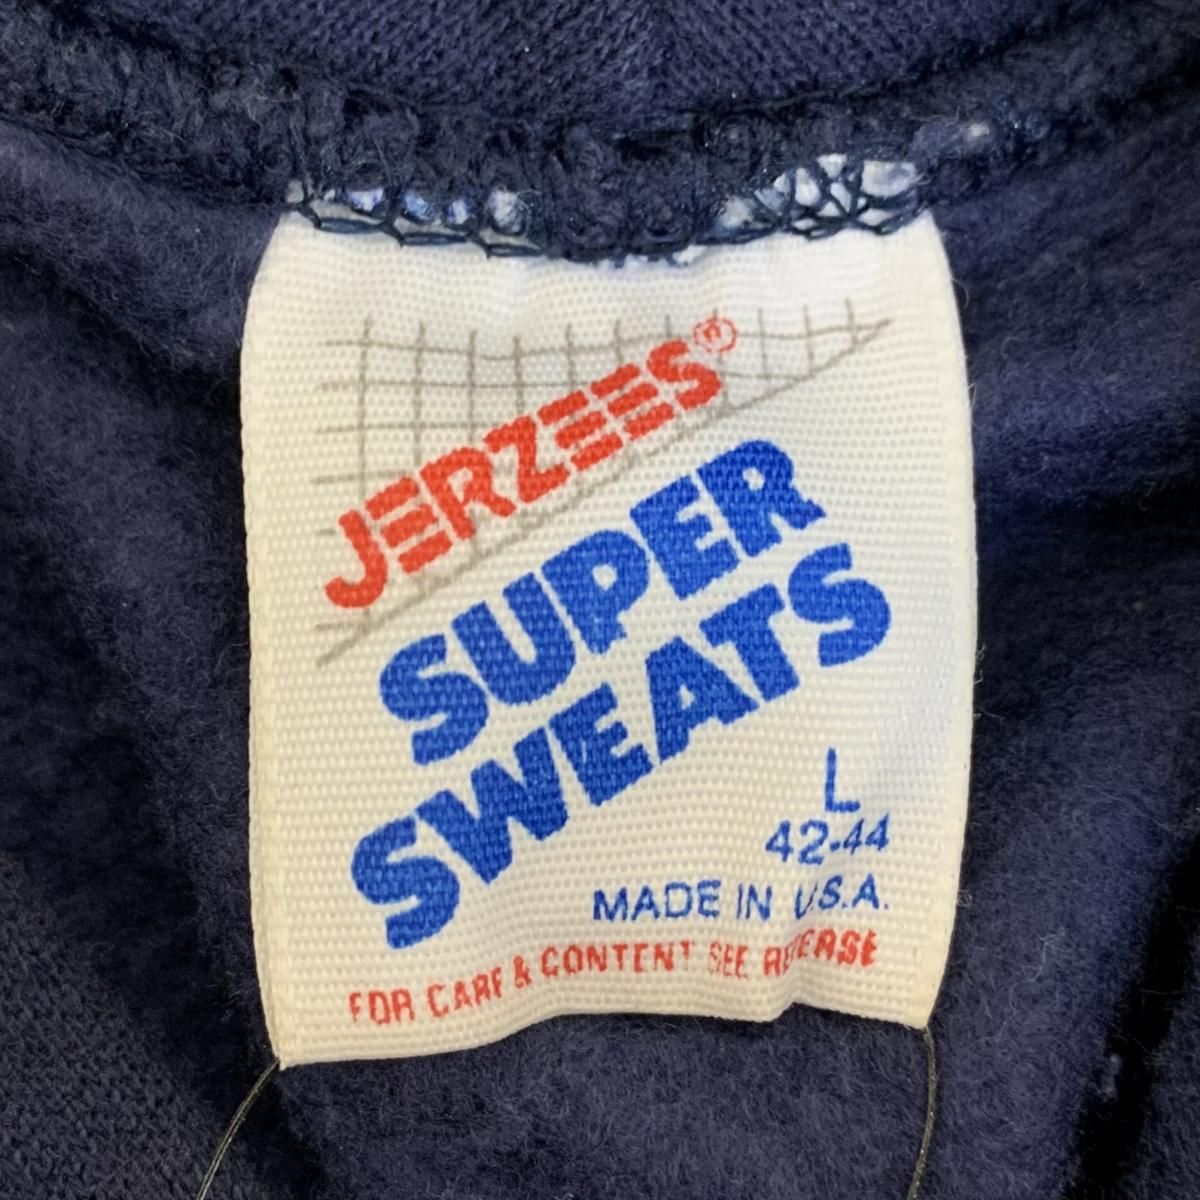 JERZEES®
SUPER
SWEATS
L
42-44
MADE IN U.S.A.
FOR CARE & CONTENT SEE REVERSE